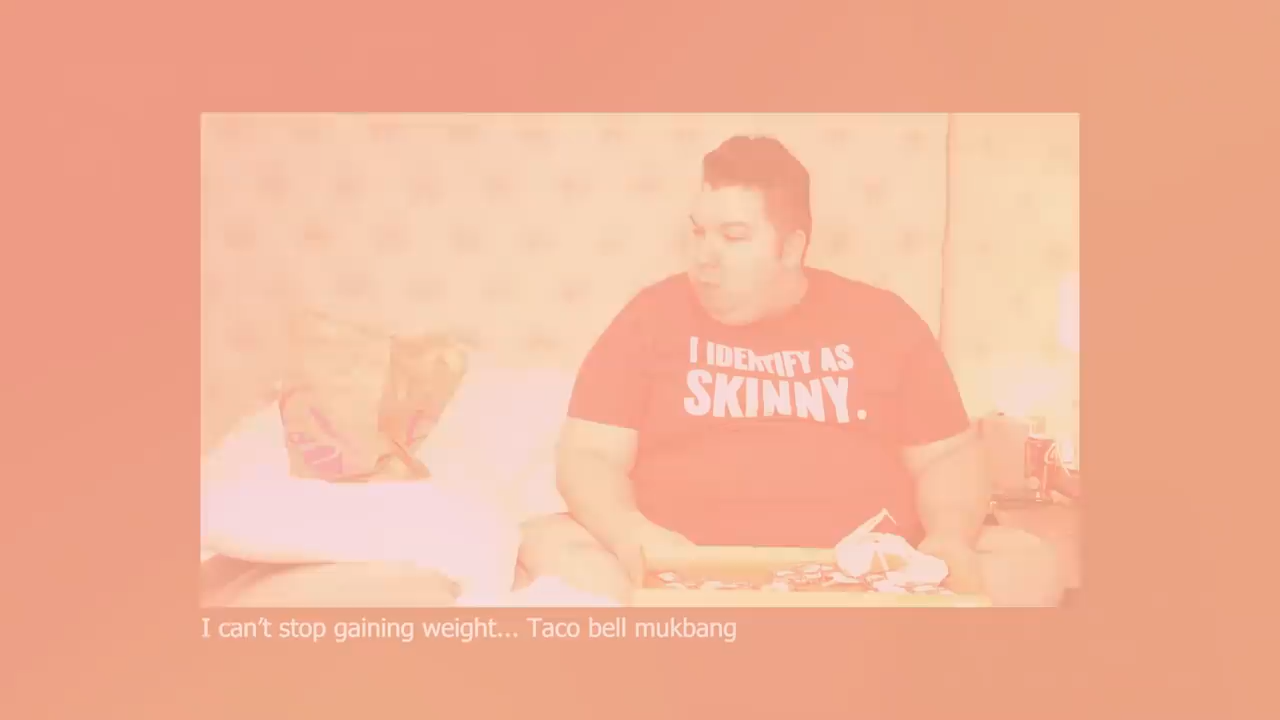 I IDENTIFY AS
SKINNY.
I can't stop gaining weight... Taco bell mukbang